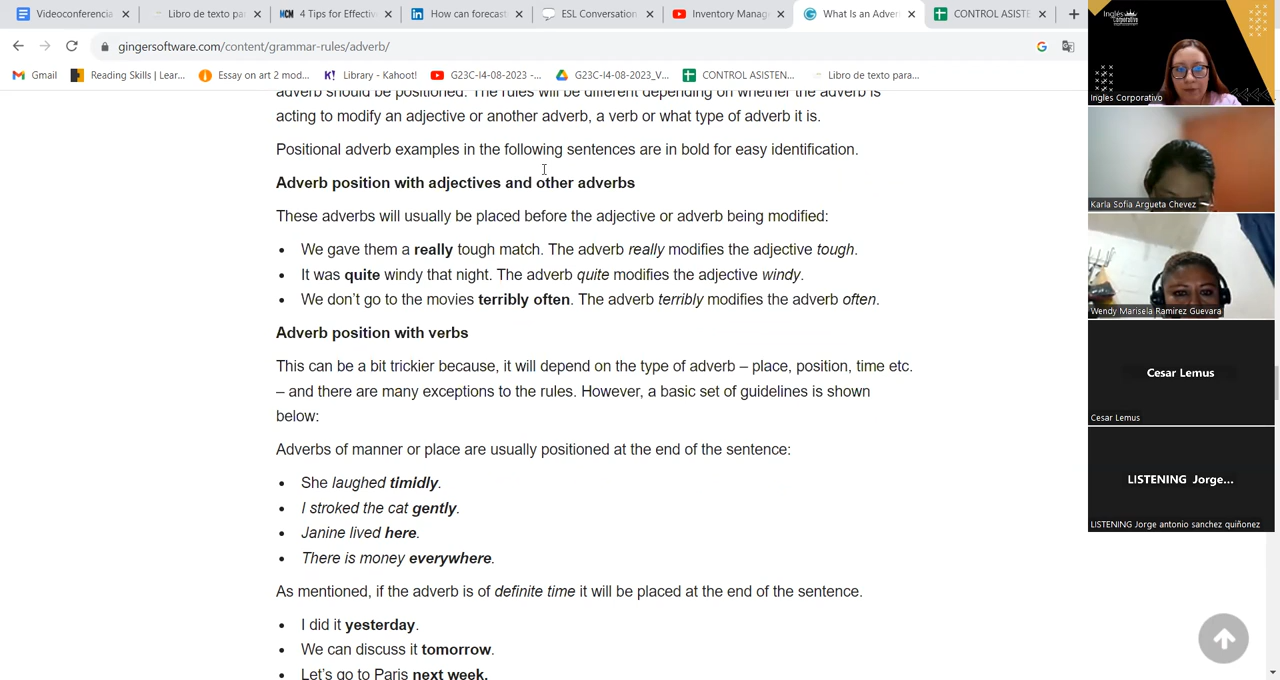 Videoconferencia
Libro de texto pa
4 Tips for Effectiv
How can forecast
ESL Conversation
Inventory Manag
What Is an Adver
CONTROL ASISTE
gingersoftware.com/content/grammar-rules/adverb/
Gmail
Reading Skills | Lear...
Essay on art 2 mod...
Library - Kahoot!
G23C-I4-08-2023 -...
G23C-I4-08-2023_V...
CONTROL ASISTEN...
Libro de texto para...
adverb should be positioned. The rules will be different depending on whether the adverb is
acting to modify an adjective or another adverb, a verb or what type of adverb it is.
Positional adverb examples in the following sentences are in bold for easy identification.
Adverb position with adjectives and other adverbs
These adverbs will usually be placed before the adjective or adverb being modified:
• We gave them a really tough match. The adverb really modifies the adjective tough.
• It was quite windy that night. The adverb quite modifies the adjective windy.
• We don't go to the movies terribly often. The adverb terribly modifies the adverb often.
Adverb position with verbs
This can be a bit trickier because, it will depend on the type of adverb – place, position, time etc.
– and there are many exceptions to the rules. However, a basic set of guidelines is shown
below:
Adverbs of manner or place are usually positioned at the end of the sentence:
• She laughed timidly.
• I stroked the cat gently.
• Janine lived here.
• There is money everywhere.
As mentioned, if the adverb is of definite time it will be placed at the end of the sentence.
• I did it yesterday.
• We can discuss it tomorrow.
• Let's go to Paris next week.
Inglés
Corporativo
Ingles Corporativo
Karla Sofia Argueta Chevez
Wendy Marisela Ramirez Guevara
Cesar Lemus
Cesar Lemus
LISTENING Jorge...
LISTENING Jorge antonio sanchez quiñonez